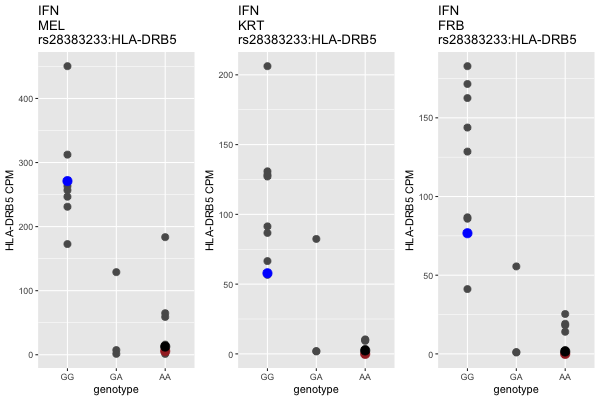 IFN
MEL
rs28383233:HLA-DRB5
HLA-DRB5 CPM
400
300
200
100
0
GG GA AA
genotype
IFN
KRT
rs28383233:HLA-DRB5
HLA-DRB5 CPM
200
150
100
50
0
GG GA AA
genotype
IFN
FRB
rs28383233:HLA-DRB5
HLA-DRB5 CPM
150
100
50
0
GG GA AA
genotype